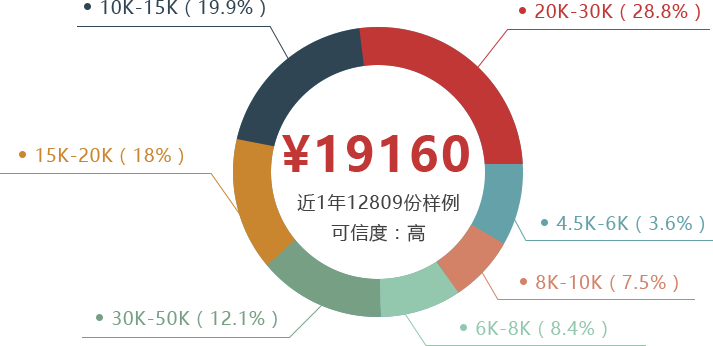 • 10K-15K ( 19.9% )
• 20K-30K ( 28.8% )
• 15K-20K ( 18% )
¥19160
近1年12809份样例
可信度：高
• 4.5K-6K ( 3.6% )
• 8K-10K ( 7.5% )
• 30K-50K ( 12.1% )
• 6K-8K ( 8.4% )